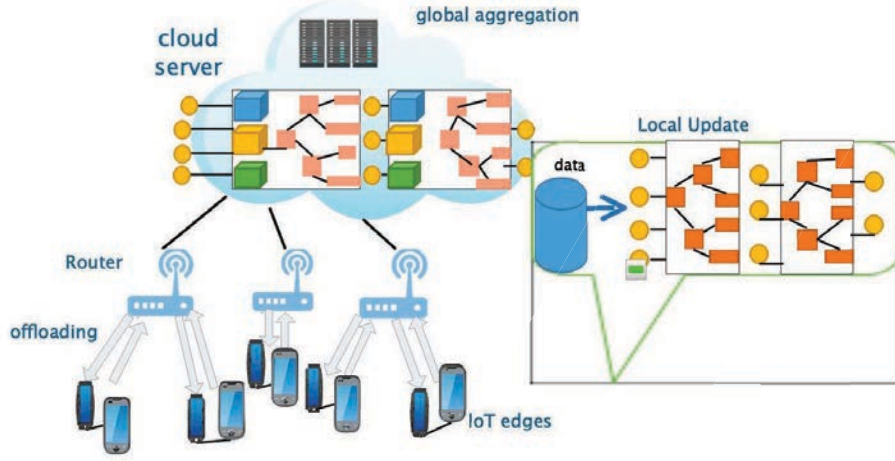 global aggregation
cloud
server
Local Update
data
Router
offloading
IoT edges